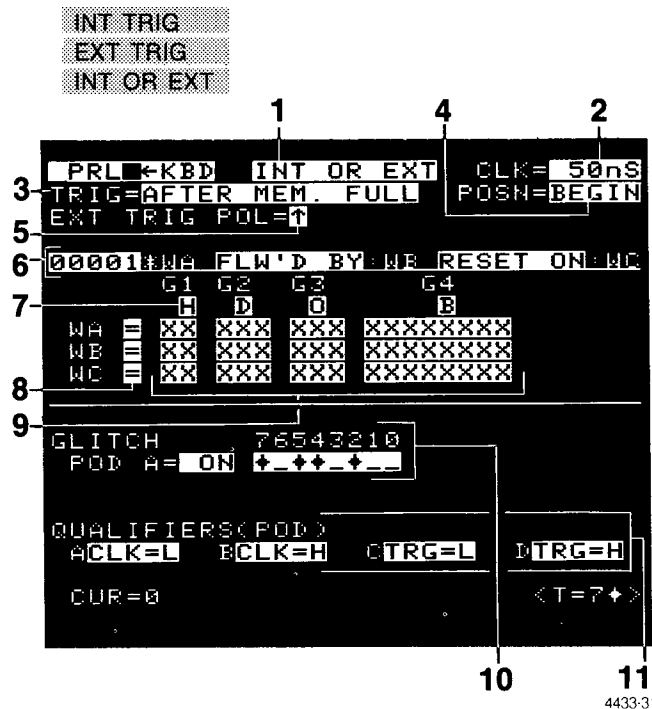 INT TRIG
EXT TRIG
INT OR EXT
1 4 2
PRL ←KBD INT OR EXT CLK= 50nS
3 TRIG=AFTER MEM. FULL POSN=BEGIN
5 EXT TRIG POL=↑
6 00001*WA FLW'D BY:WB RESET ON:WC
G1 G2 G3 G4
7 H D O B
WA = XX XXX XXX XXXXXXXX
WB = XX XXX XXX XXXXXXXX
8 WC = XX XXX XXX XXXXXXXX
9
GLITCH 76543210
POD A= ON ✦_✦✦_✦__
QUALIFIERS(POD)
ACLK=L BCLK=H CTRG=L DTRG=H
CUR=0 <T=7✦>
10 11
4433-3